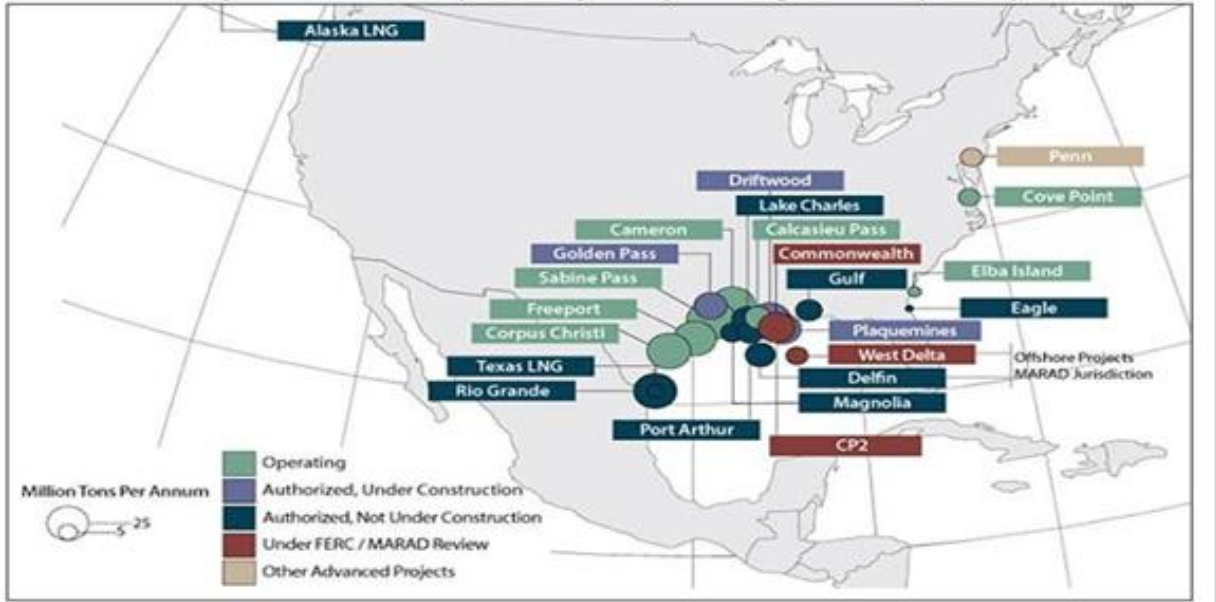 Alaska LNG
Penn
Driftwood
Cove Point
Lake Charles
Cameron
Calcasieu Pass
Golden Pass
Commonwealth
Sabine Pass
Gulf
Elba Island
Freeport
Eagle
Corpus Christi
Plaquemines
Texas LNG
West Delta
Offshore Projects
MARAD Jurisdiction
Delfin
Rio Grande
Magnolia
Port Arthur
CP2
Million Tons Per Annum
25
5
Operating
Authorized, Under Construction
Authorized, Not Under Construction
Under FERC / MARAD Review
Other Advanced Projects